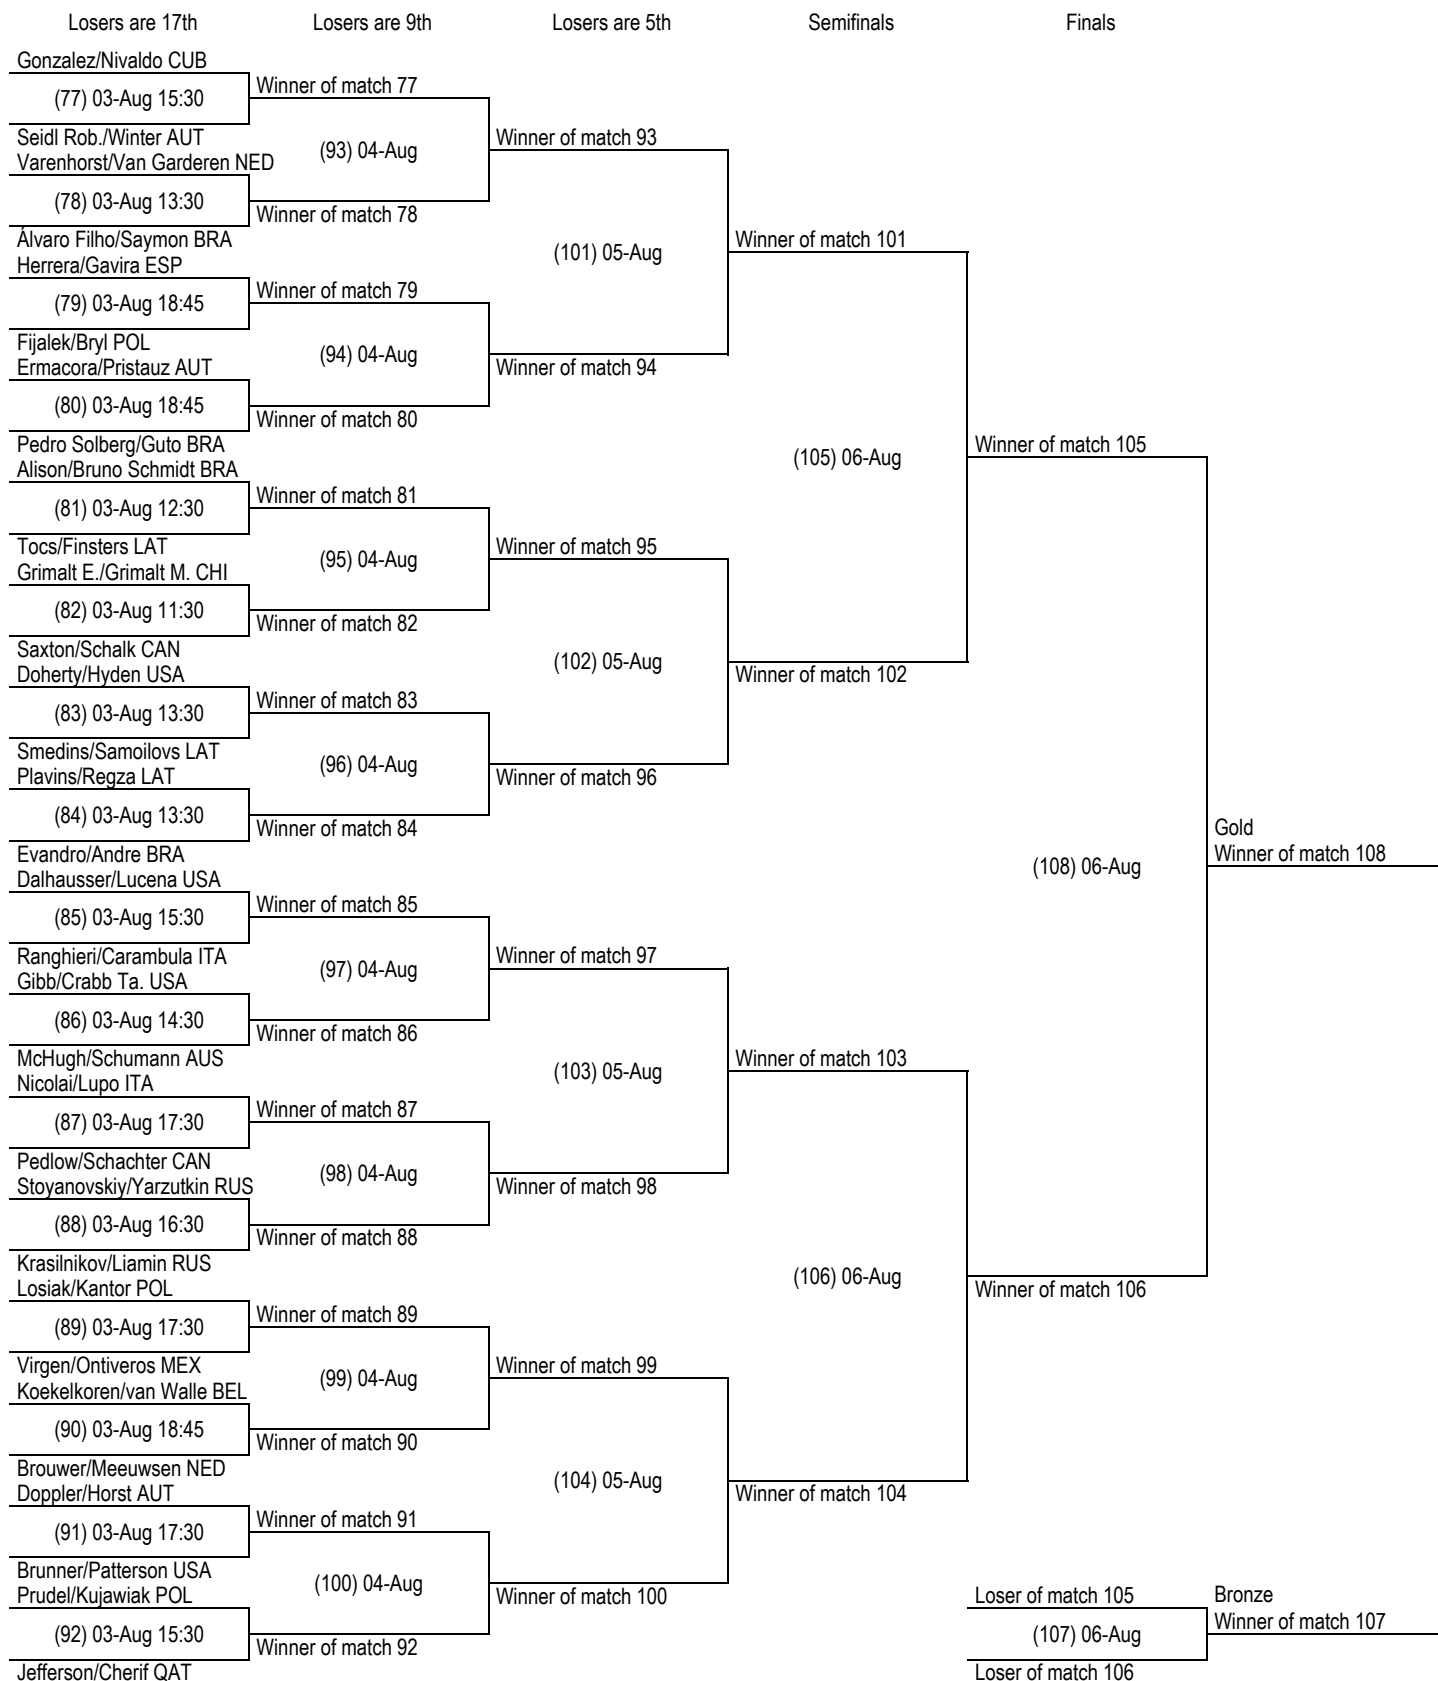 Losers are 17th
Losers are 9th
Losers are 5th
Semifinals
Finals
Gonzalez/Nivaldo CUB
(77) 03-Aug 15:30
Seidl Rob./Winter AUT
Varenhorst/Van Garderen NED
(78) 03-Aug 13:30
Álvaro Filho/Saymon BRA
Herrera/Gavira ESP
(79) 03-Aug 18:45
Fijalek/Bryl POL
Ermacora/Pristauz AUT
(80) 03-Aug 18:45
Pedro Solberg/Guto BRA
Alison/Bruno Schmidt BRA
(81) 03-Aug 12:30
Tocs/Finsters LAT
Grimalt E./Grimalt M. CHI
(82) 03-Aug 11:30
Saxton/Schalk CAN
Doherty/Hyden USA
(83) 03-Aug 13:30
Smedins/Samoilovs LAT
Plavins/Regza LAT
(84) 03-Aug 13:30
Evandro/Andre BRA
Dalhausser/Lucena USA
(85) 03-Aug 15:30
Ranghieri/Carambula ITA
Gibb/Crabb Ta. USA
(86) 03-Aug 14:30
McHugh/Schumann AUS
Nicolai/Lupo ITA
(87) 03-Aug 17:30
Pedlow/Schachter CAN
Stoyanovskiy/Yarzutkin RUS
(88) 03-Aug 16:30
Krasilnikov/Liamin RUS
Losiak/Kantor POL
(89) 03-Aug 17:30
Virgen/Ontiveros MEX
Koekelkoren/van Walle BEL
(90) 03-Aug 18:45
Brouwer/Meeuwsen NED
Doppler/Horst AUT
(91) 03-Aug 17:30
Brunner/Patterson USA
Prudel/Kujawiak POL
(92) 03-Aug 15:30
Jefferson/Cherif QAT
Winner of match 77
(93) 04-Aug
Winner of match 78
Winner of match 79
(94) 04-Aug
Winner of match 80
Winner of match 81
(95) 04-Aug
Winner of match 82
Winner of match 83
(96) 04-Aug
Winner of match 84
Winner of match 85
(97) 04-Aug
Winner of match 86
Winner of match 87
(98) 04-Aug
Winner of match 88
Winner of match 89
(99) 04-Aug
Winner of match 90
Winner of match 91
(100) 04-Aug
Winner of match 92
Winner of match 93
(101) 05-Aug
Winner of match 94
Winner of match 95
(102) 05-Aug
Winner of match 96
Winner of match 97
(103) 05-Aug
Winner of match 98
Winner of match 99
(104) 05-Aug
Winner of match 100
Winner of match 101
(105) 06-Aug
Winner of match 102
Winner of match 103
(106) 06-Aug
Winner of match 104
Winner of match 105
(108) 06-Aug
Winner of match 106
Gold
Winner of match 108
Loser of match 105
(107) 06-Aug
Loser of match 106
Bronze
Winner of match 107